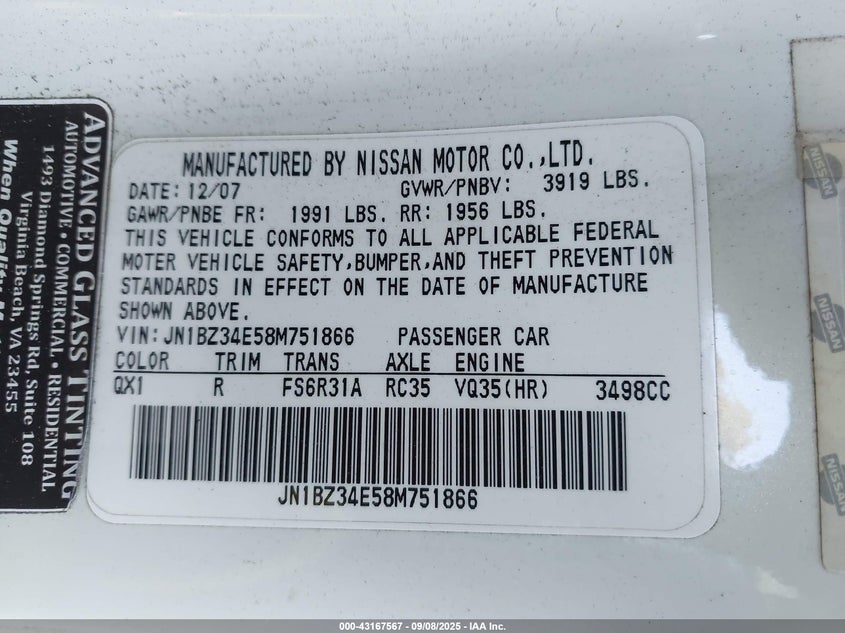 MANUFACTURED BY NISSAN MOTOR CO.,LTD.
DATE: 12/07 GVWR/PNBV: 3919 LBS.
GAWR/PNBE FR: 1991 LBS. RR: 1956 LBS.
THIS VEHICLE CONFORMS TO ALL APPLICABLE FEDERAL
MOTER VEHICLE SAFETY,BUMPER,AND THEFT PREVENTION
STANDARDS IN EFFECT ON THE DATE OF MANUFACTURE
SHOWN ABOVE.
VIN:JN1BZ34E58M751866 PASSENGER CAR
COLOR TRIM TRANS AXLE ENGINE
QX1 R FS6R31A RC35 VQ35(HR) 3498CC
JN1BZ34E58M751866
ADVANCED GLASS TINTING
AUTOMOTIVE • COMMERCIAL • RESIDENTIAL
1493 Diamond Springs Rd, Suite 108
Virginia Beach, VA 23455
When Quality
NISSAN
NISSAN
NISSAN
NISSAN
000-43167567 - 09/08/2025 - IAA Inc.